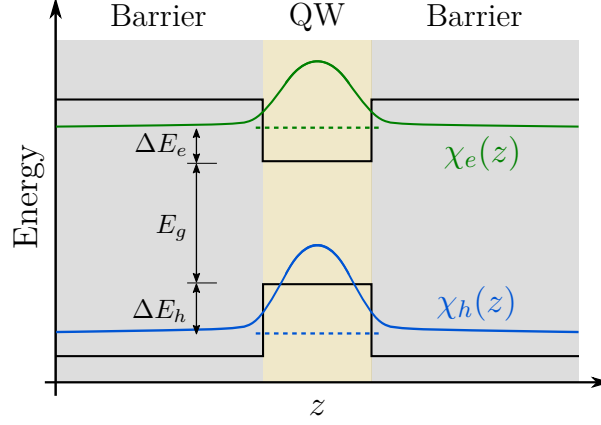 Barrier QW Barrier
Energy
ΔE_e
χ_e(z)
E_g
ΔE_h
χ_h(z)
z